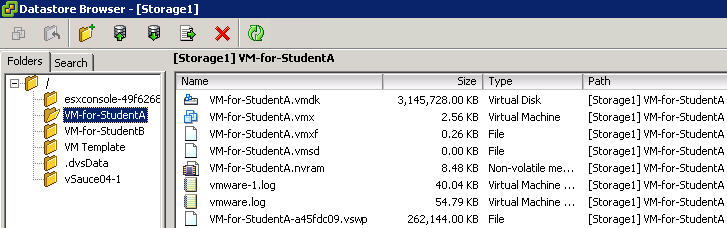 Datastore Browser - [Storage1]
Folders Search
/
esxconsole-49f6268
VM-for-StudentA
VM-for-StudentB
VM Template
.dvsData
vSauce04-1
[Storage1] VM-for-StudentA
Name Size Type Path
VM-for-StudentA.vmdk 3,145,728.00 KB Virtual Disk [Storage1] VM-for-StudentA
VM-for-StudentA.vmx 2.56 KB Virtual Machine [Storage1] VM-for-StudentA
VM-for-StudentA.vmxf 0.26 KB File [Storage1] VM-for-StudentA
VM-for-StudentA.vmsd 0.00 KB File [Storage1] VM-for-StudentA
VM-for-StudentA.nvram 8.48 KB Non-volatile me... [Storage1] VM-for-StudentA
vmware-1.log 40.04 KB Virtual Machine ... [Storage1] VM-for-StudentA
vmware.log 54.79 KB Virtual Machine ... [Storage1] VM-for-StudentA
VM-for-StudentA-a45fdc09.vswp 262,144.00 KB File [Storage1] VM-for-StudentA